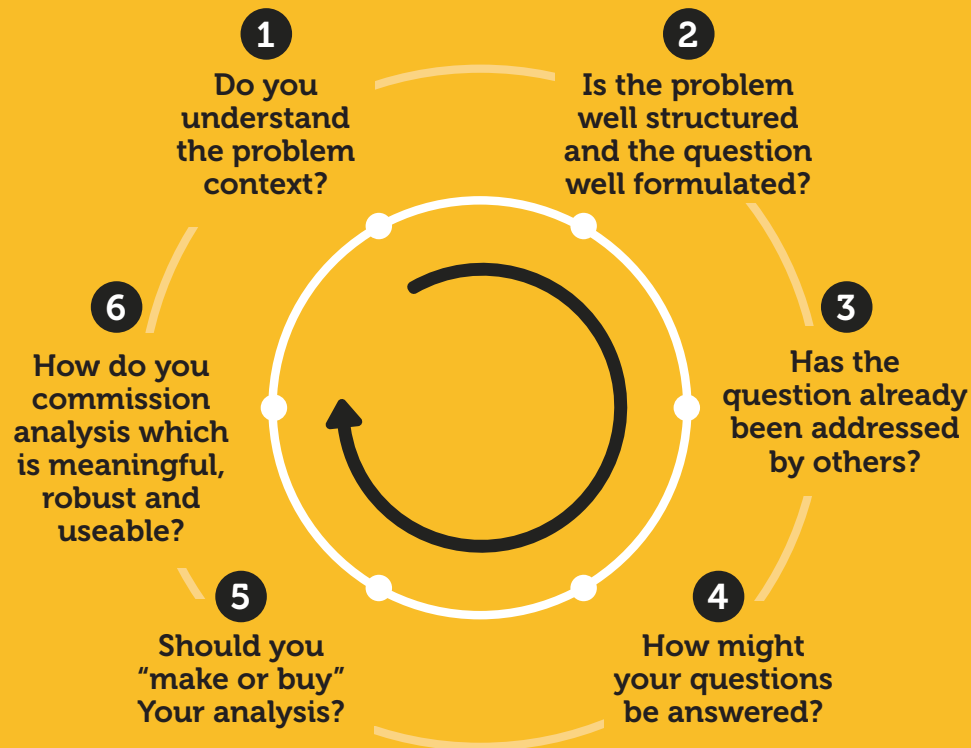 1
Do you
understand
the problem
context?
2
Is the problem
well structured
and the question
well formulated?
3
Has the
question already
been addressed
by others?
4
How might
your questions
be answered?
5
Should you
“make or buy”
Your analysis?
6
How do you
commission
analysis which
is meaningful,
robust and
useable?